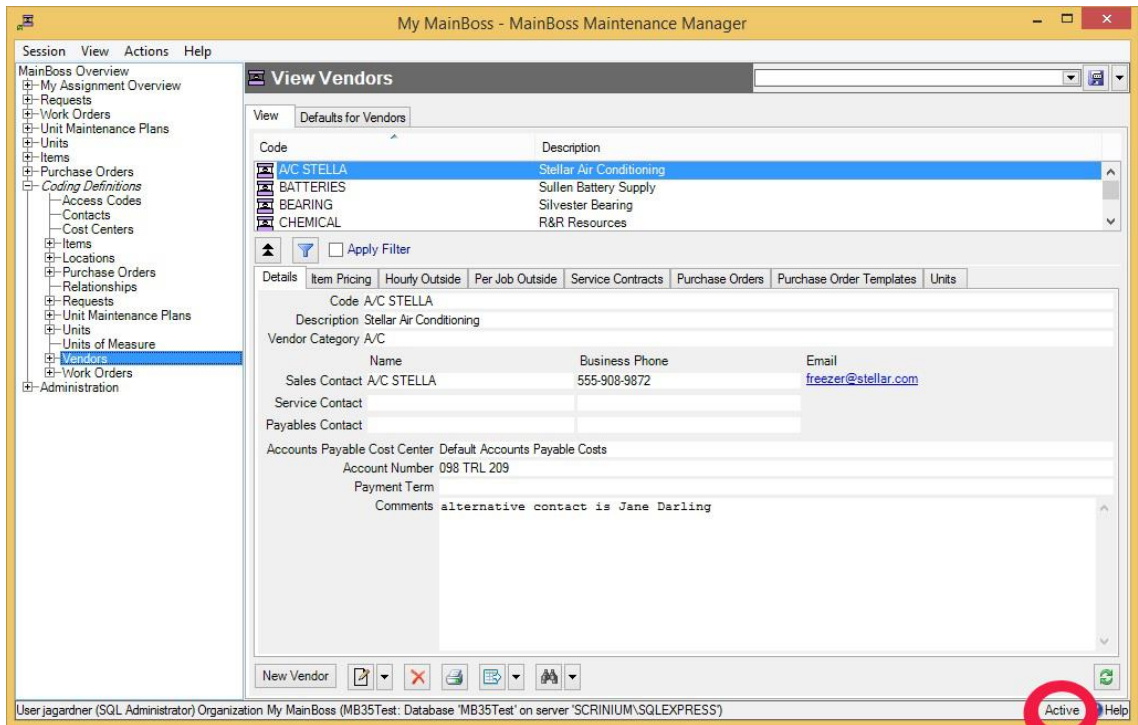 My MainBoss - MainBoss Maintenance Manager
Session View Actions Help
MainBoss Overview
My Assignment Overview
Requests
Work Orders
Unit Maintenance Plans
Units
Items
Purchase Orders
Coding Definitions
Access Codes
Contacts
Cost Centers
Items
Locations
Purchase Orders
Relationships
Requests
Unit Maintenance Plans
Units
Units of Measure
Vendors
Work Orders
Administration
View Vendors
View Defaults for Vendors
Code Description
A/C STELLA Stellar Air Conditioning
BATTERIES Sullen Battery Supply
BEARING Silvester Bearing
CHEMICAL R&R Resources
Apply Filter
Details Item Pricing Hourly Outside Per Job Outside Service Contracts Purchase Orders Purchase Order Templates Units
Code A/C STELLA
Description Stellar Air Conditioning
Vendor Category A/C
Name Business Phone Email
Sales Contact A/C STELLA 555-908-9872 freezer@stellar.com
Service Contact
Payables Contact
Accounts Payable Cost Center Default Accounts Payable Costs
Account Number 098 TRL 209
Payment Term
Comments alternative contact is Jane Darling
New Vendor
User jagardner (SQL Administrator) Organization My MainBoss (MB35Test: Database 'MB35Test' on server 'SCRINIUM\SQLEXPRESS') Active Help